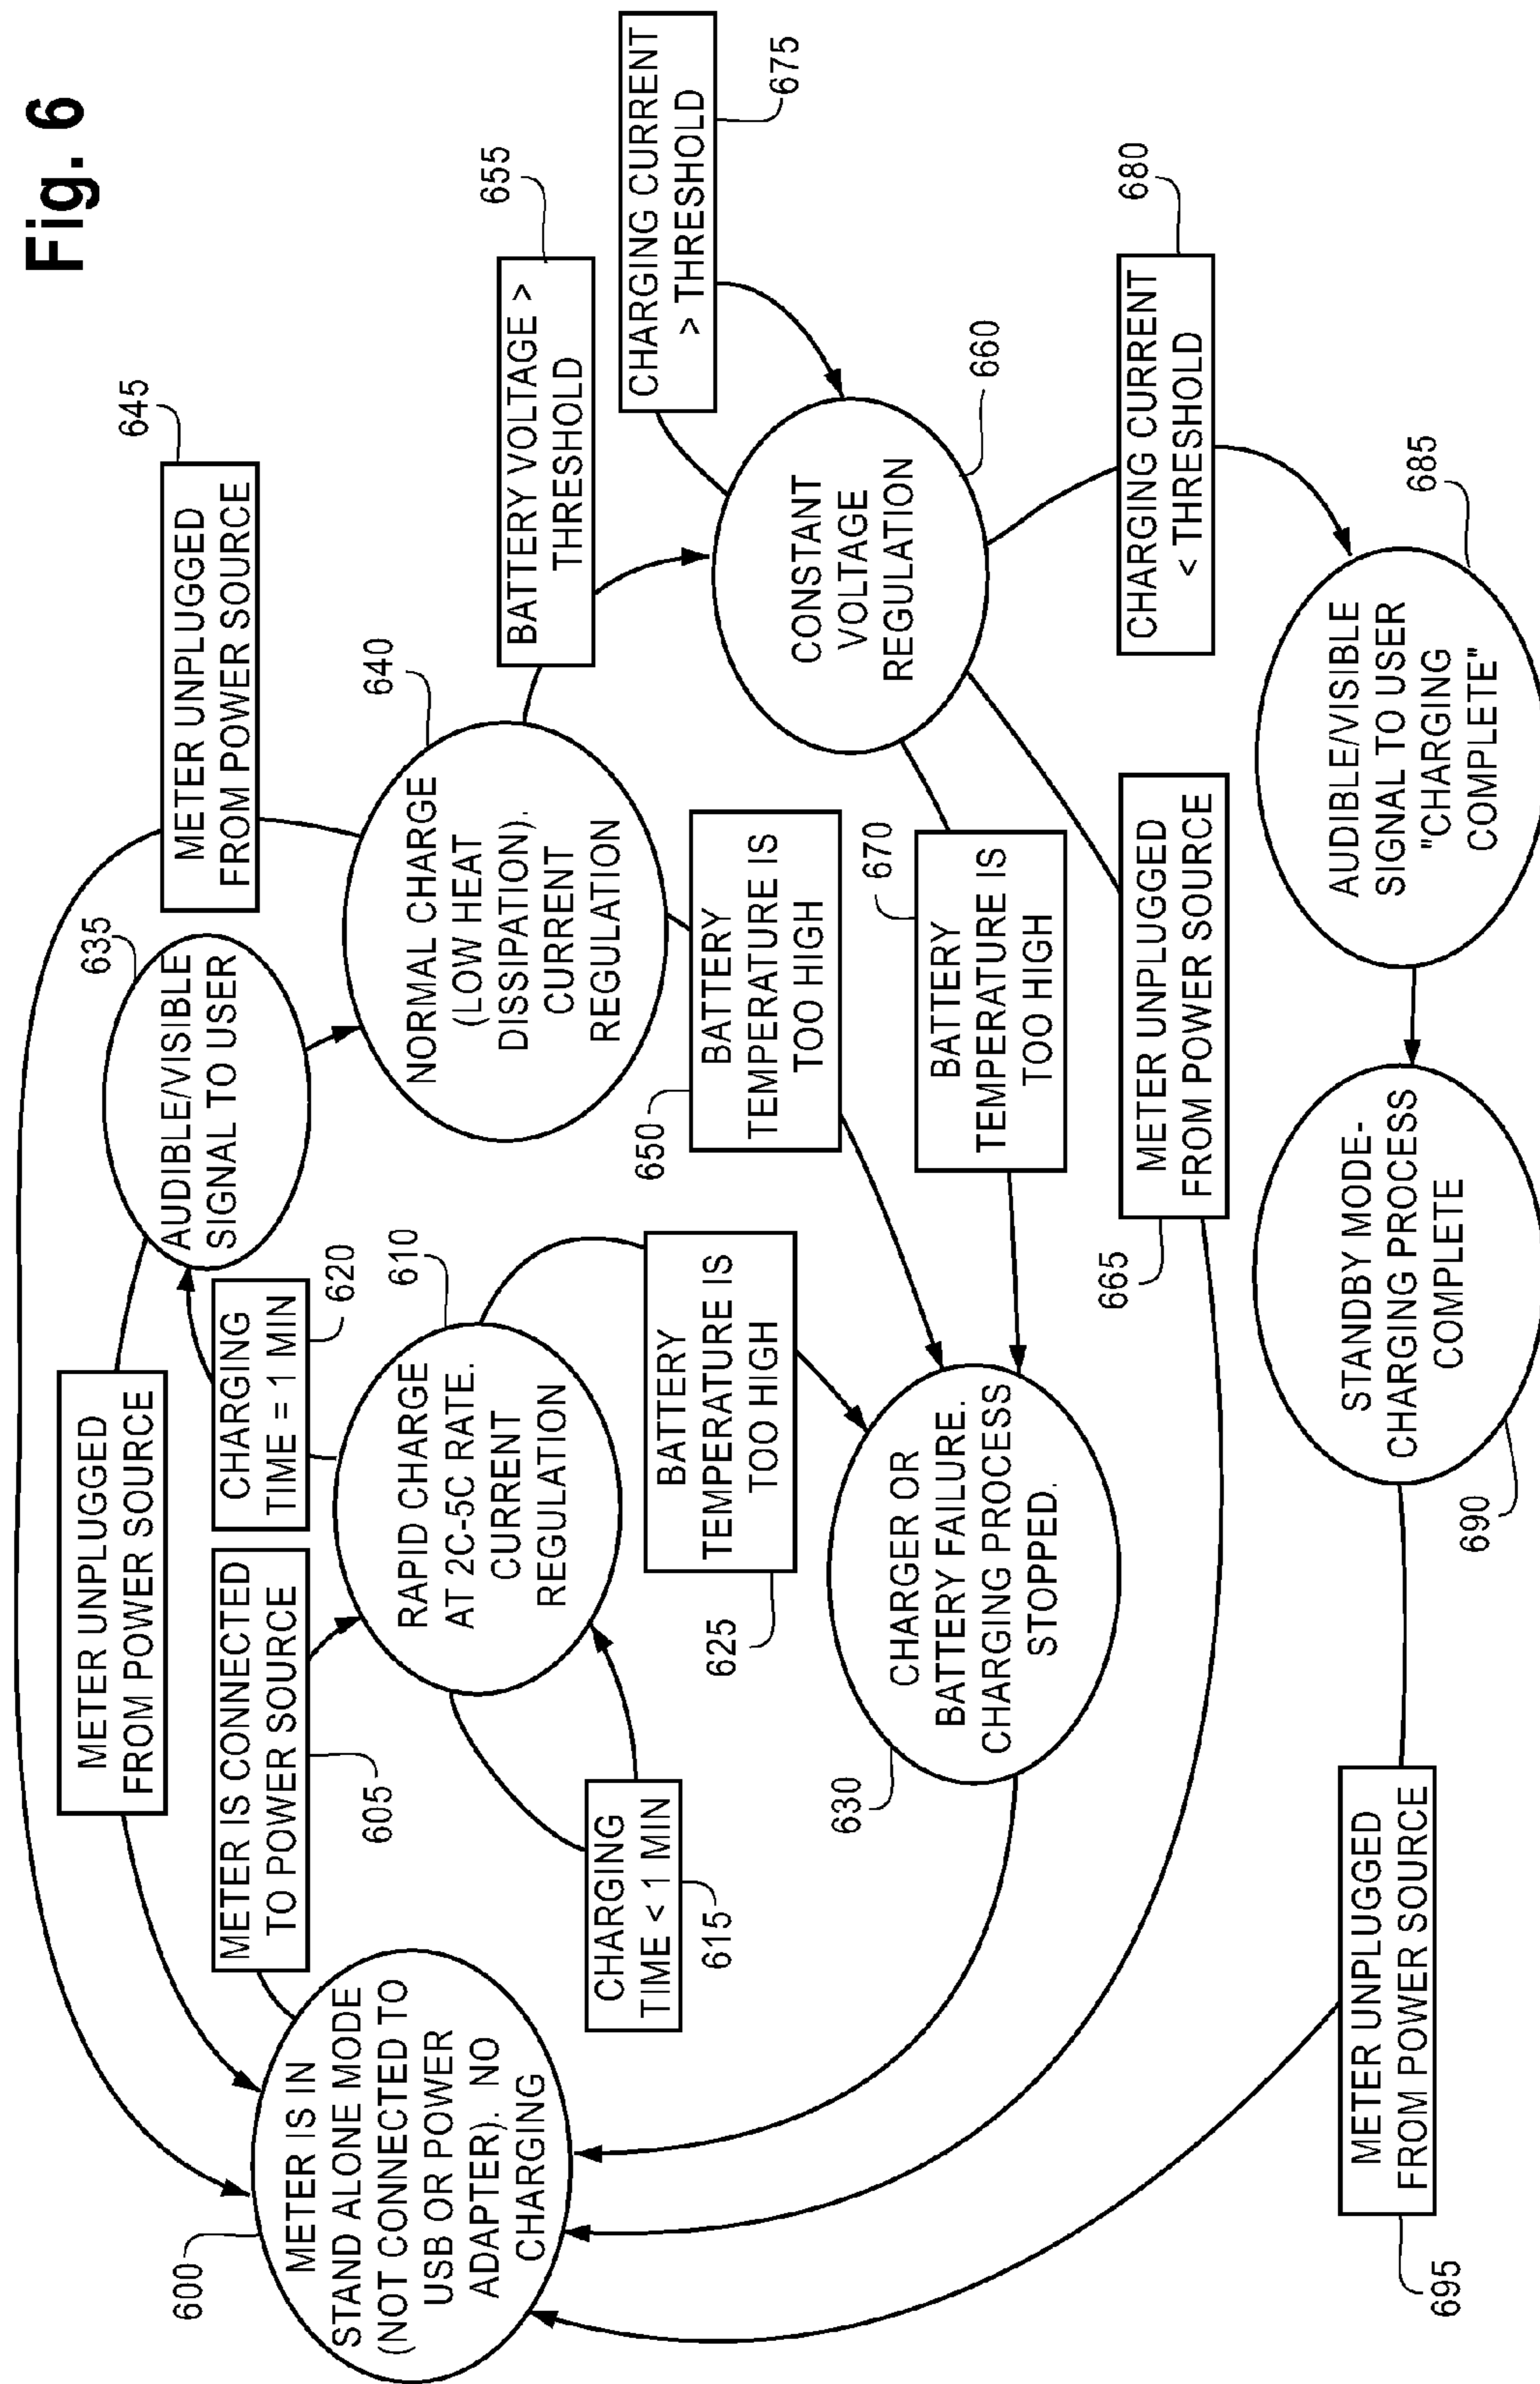 Fig. 6
METER UNPLUGGED
FROM POWER SOURCE
645
METER UNPLUGGED
FROM POWER SOURCE
AUDIBLE/VISIBLE
SIGNAL TO USER
635
METER IS CONNECTED
TO POWER SOURCE
605
CHARGING
TIME = 1 MIN
620
600
METER IS IN
STAND ALONE MODE
(NOT CONNECTED TO
USB OR POWER
ADAPTER). NO
CHARGING
RAPID CHARGE
AT 2C-5C RATE.
CURRENT
REGULATION
610
NORMAL CHARGE
(LOW HEAT
DISSIPATION).
CURRENT
REGULATION
640
BATTERY VOLTAGE >
THRESHOLD
655
CHARGING
TIME < 1 MIN
615
BATTERY
TEMPERATURE IS
TOO HIGH
625
BATTERY
TEMPERATURE IS
TOO HIGH
650
CHARGING CURRENT
> THRESHOLD
675
CONSTANT
VOLTAGE
REGULATION
660
CHARGER OR
BATTERY FAILURE.
CHARGING PROCESS
STOPPED.
630
BATTERY
TEMPERATURE IS
TOO HIGH
670
METER UNPLUGGED
FROM POWER SOURCE
665
CHARGING CURRENT
< THRESHOLD
680
METER UNPLUGGED
FROM POWER SOURCE
695
STANDBY MODE-
CHARGING PROCESS
COMPLETE
690
AUDIBLE/VISIBLE
SIGNAL TO USER
"CHARGING
COMPLETE"
685